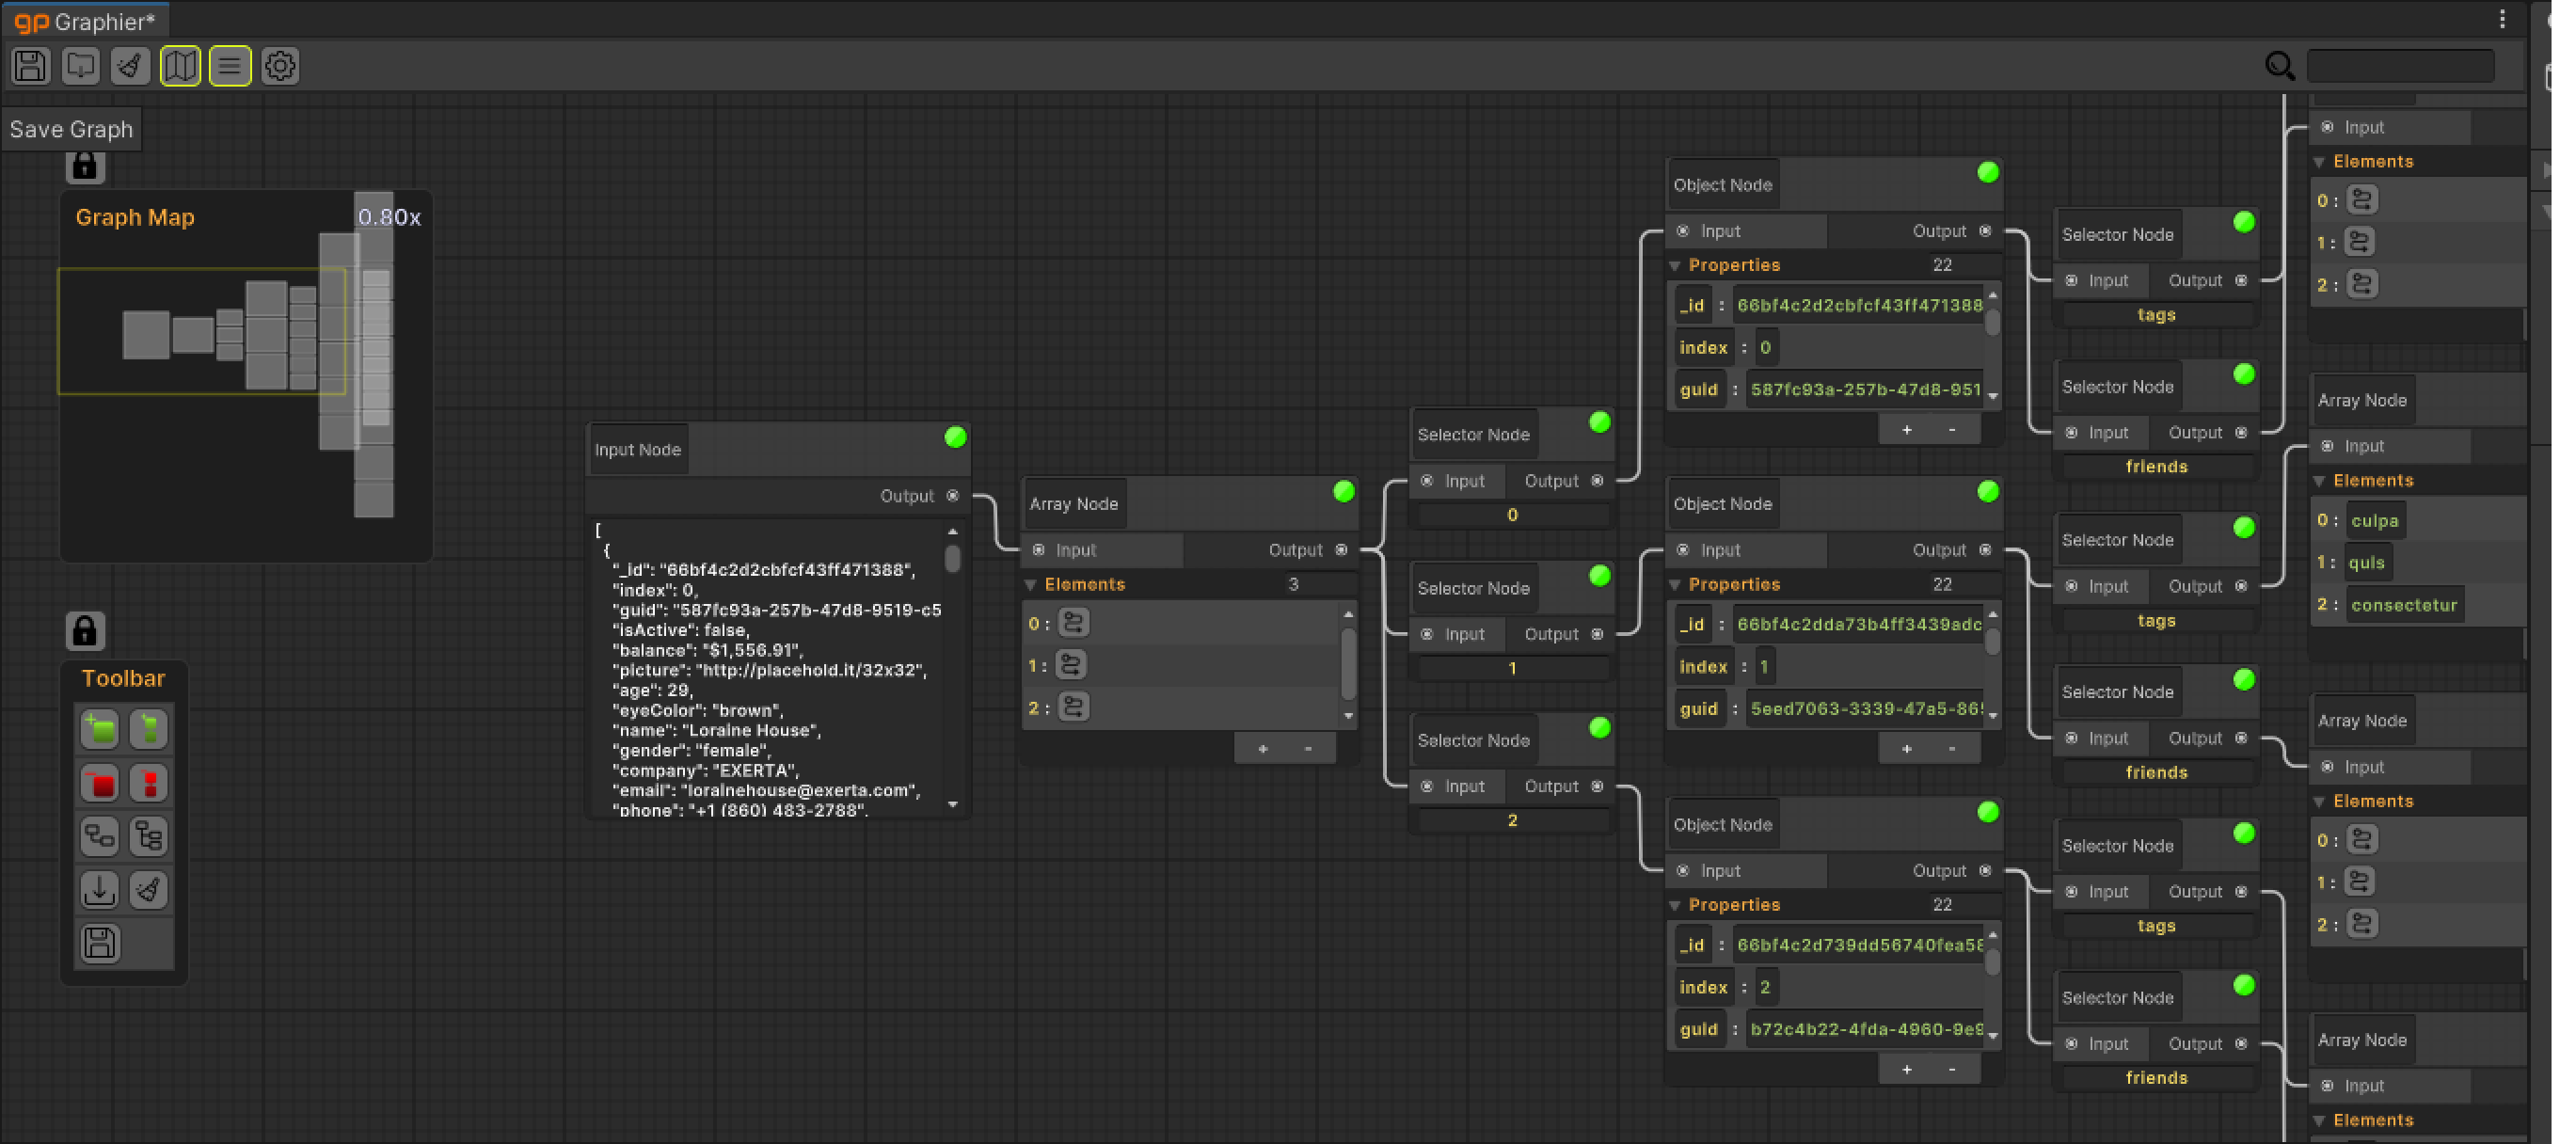 gp Graphier*
Save Graph
Graph Map
0.80x
Toolbar
Input Node
Output
[
{
"_id": "66bf4c2d2cbfcf43ff471388",
"index": 0,
"guid": "587fc93a-257b-47d8-9519-c5
"isActive": false,
"balance": "$1,556.91",
"picture": "http://placehold.it/32x32",
"age": 29,
"eyeColor": "brown",
"name": "Loraine House",
"gender": "female",
"company": "EXERTA",
"email": "lorainehouse@exerta.com",
"phone": "+1 (860) 483-2788".
Array Node
Input Output
Elements 3
0 :
1 :
2 :
+ -
Selector Node
Input Output
0
Selector Node
Input Output
1
Selector Node
Input Output
2
Object Node
Input Output
Properties 22
_id : 66bf4c2d2cbfcf43ff471388
index : 0
guid : 587fc93a-257b-47d8-951
+ -
Object Node
Input Output
Properties 22
_id : 66bf4c2dda73b4ff3439adc
index : 1
guid : 5eed7063-3339-47a5-865
+ -
Object Node
Input Output
Properties 22
_id : 66bf4c2d739dd56740fea58
index : 2
guid : b72c4b22-4fda-4960-9e9
+ -
Selector Node
Input Output
tags
Selector Node
Input Output
friends
Selector Node
Input Output
tags
Selector Node
Input Output
friends
Selector Node
Input Output
tags
Selector Node
Input Output
friends
Input
Elements
0 :
1 :
2 :
Array Node
Input
Elements
0 : culpa
1 : quis
2 : consectetur
Array Node
Input
Elements
0 :
1 :
2 :
Array Node
Input
Elements